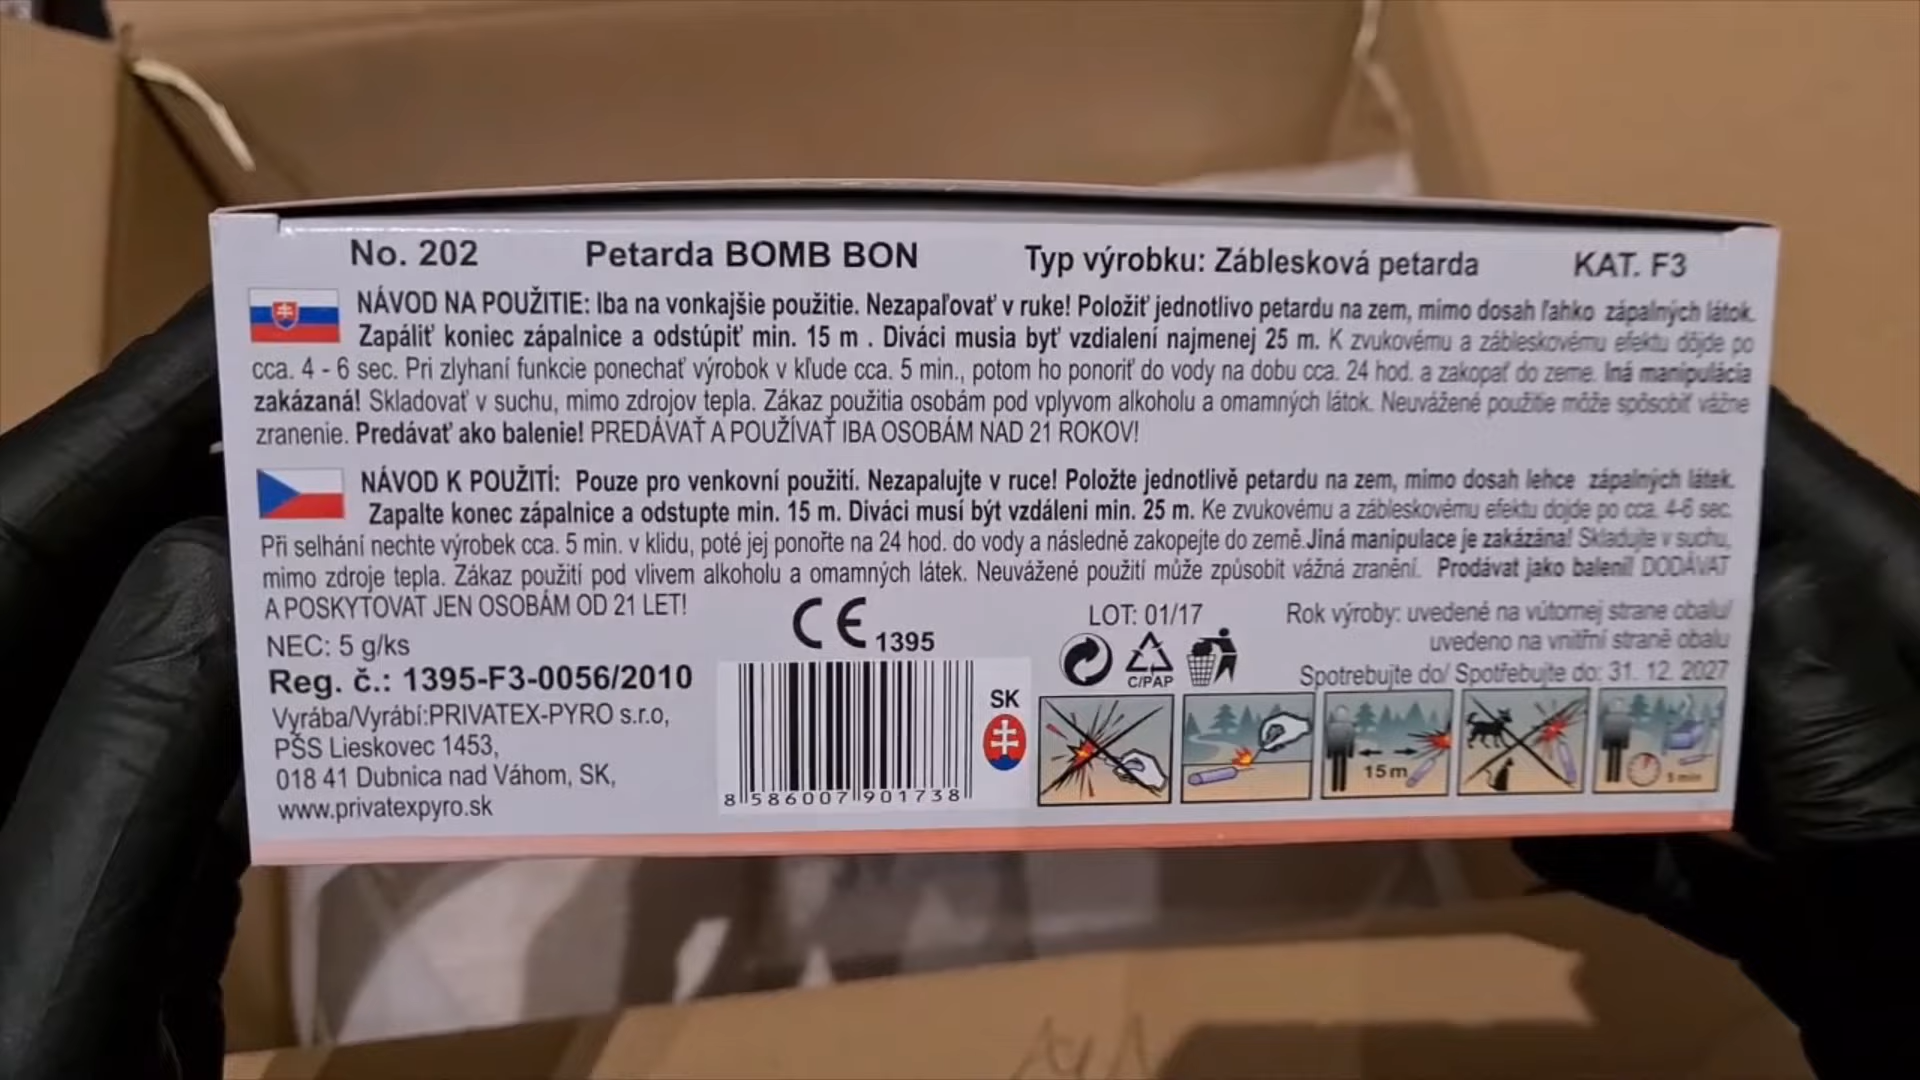 No. 202 Petarda BOMB BON Typ výrobku: Záblesková petarda KAT. F3
NÁVOD NA POUŽITIE: Iba na vonkajšie použitie. Nezapaľovať v ruke! Položiť jednotlivo petardu na zem, mimo dosah ľahko zápalných látok.
Zapáliť koniec zápalnice a odstúpiť min. 15 m . Diváci musia byť vzdialení najmenej 25 m. K zvukovému a zábleskovému efektu dôjde po
cca. 4 - 6 sec. Pri zlyhaní funkcie ponechať výrobok v kľude cca. 5 min., potom ho ponoriť do vody na dobu cca. 24 hod. a zakopať do zeme. Iná manipulácia
zakázaná! Skladovať v suchu, mimo zdrojov tepla. Zákaz použitia osobám pod vplyvom alkoholu a omamných látok. Neuvážené použitie môže spôsobiť vážne
zranenie. Predávať ako balenie! PREDÁVAŤ A POUŽÍVAŤ IBA OSOBÁM NAD 21 ROKOV!
NÁVOD K POUŽITÍ: Pouze pro venkovní použití. Nezapalujte v ruce! Položte jednotlivě petardu na zem, mimo dosah lehce zápalných látek.
Zapalte konec zápalnice a odstupte min. 15 m. Diváci musí být vzdáleni min. 25 m. Ke zvukovému a zábleskovému efektu dojde po cca. 4-6 sec.
Při selhání nechte výrobek cca. 5 min. v klidu, poté jej ponořte na 24 hod. do vody a následně zakopejte do země.Jiná manipulace je zakázána! Skladujte v suchu,
mimo zdroje tepla. Zákaz použití pod vlivem alkoholu a omamných látek. Neuvážené použití může způsobit vážná zranění. Prodávat jako balení! DODÁVAT
A POSKYTOVAT JEN OSOBÁM OD 21 LET!
NEC: 5 g/ks
Reg. č.: 1395-F3-0056/2010
Vyrába/Vyrábí:PRIVATEX-PYRO s.r.o,
PŠS Lieskovec 1453,
018 41 Dubnica nad Váhom, SK,
www.privatexpyro.sk
CE 1395
8 586007 901738
SK
LOT: 01/17
C/PAP
Rok výroby: uvedené na vútornej strane obalu/
uvedeno na vnitřní straně obalu
Spotrebujte do/ Spotřebujte do: 31. 12. 2027
15m
5 min